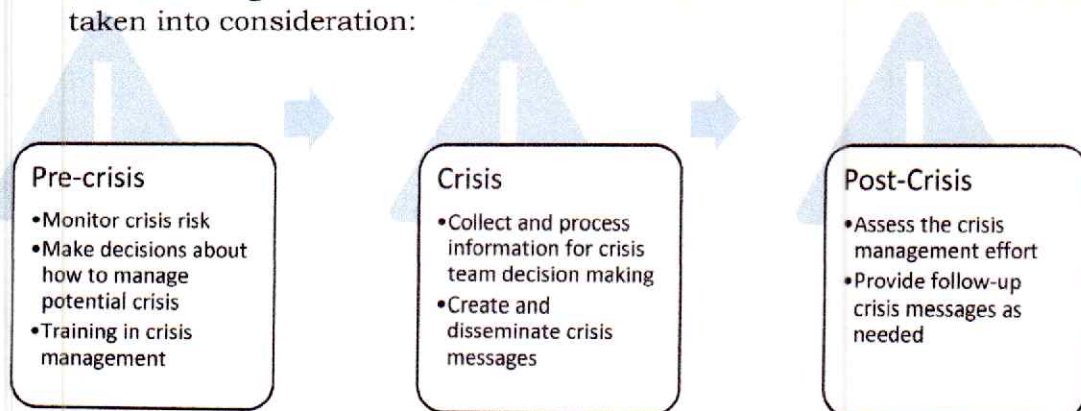 taken into consideration:
Pre-crisis
•Monitor crisis risk
•Make decisions about
how to manage
potential crisis
•Training in crisis
management
Crisis
•Collect and process
information for crisis
team decision making
•Create and
disseminate crisis
messages
Post-Crisis
•Assess the crisis
management effort
•Provide follow-up
crisis messages as
needed